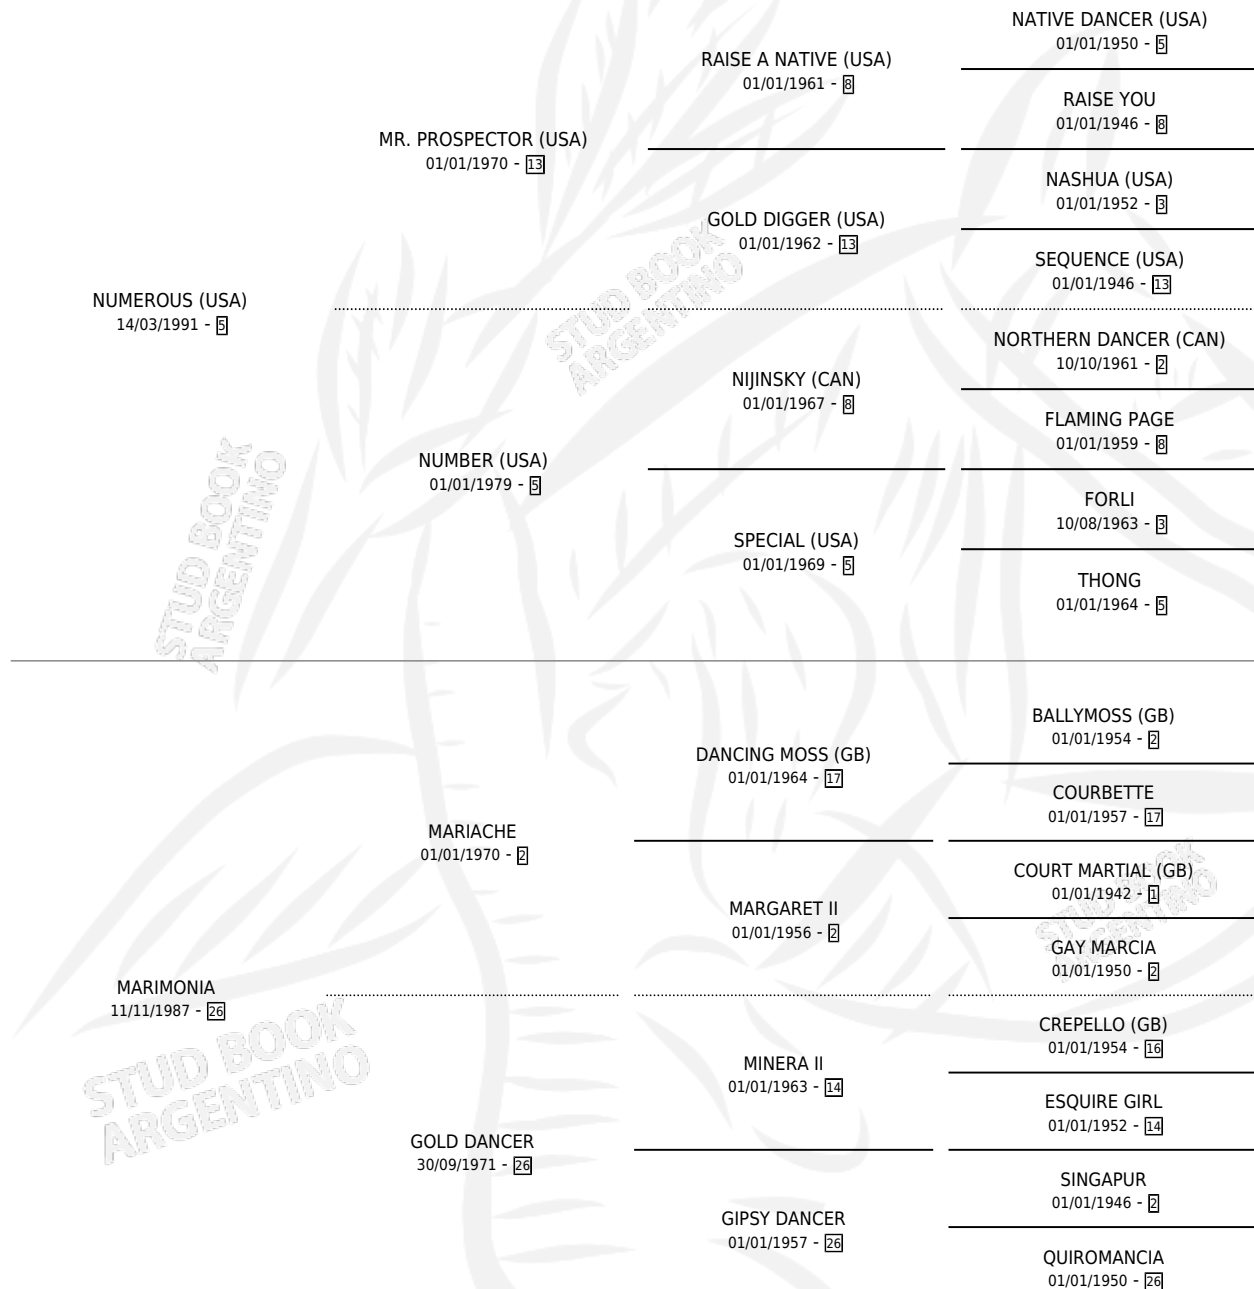 NATIVE DANCER (USA)
01/01/1950 - 5
RAISE A NATIVE (USA)
01/01/1961 - 8
RAISE YOU
01/01/1946 - 8
MR. PROSPECTOR (USA)
01/01/1970 - 13
NASHUA (USA)
01/01/1952 - 3
GOLD DIGGER (USA)
01/01/1962 - 13
SEQUENCE (USA)
01/01/1946 - 13
NUMEROUS (USA)
14/03/1991 - 5
NORTHERN DANCER (CAN)
10/10/1961 - 2
NIJINSKY (CAN)
01/01/1967 - 8
FLAMING PAGE
01/01/1959 - 8
NUMBER (USA)
01/01/1979 - 5
FORLI
10/08/1963 - 3
SPECIAL (USA)
01/01/1969 - 5
THONG
01/01/1964 - 5
BALLYMOSS (GB)
01/01/1954 - 2
DANCING MOSS (GB)
01/01/1964 - 17
COURBETTE
01/01/1957 - 17
MARIACHE
01/01/1970 - 2
COURT MARTIAL (GB)
01/01/1942 - 1
MARGARET II
01/01/1956 - 2
GAY MARCIA
01/01/1950 - 2
MARIMONIA
11/11/1987 - 26
CREPELLO (GB)
01/01/1954 - 16
MINERA II
01/01/1963 - 14
ESQUIRE GIRL
01/01/1952 - 14
GOLD DANCER
30/09/1971 - 26
SINGAPUR
01/01/1946 - 2
GIPSY DANCER
01/01/1957 - 26
QUIROMANCIA
01/01/1950 - 26
STUD BOOK
ARGENTINO
STUD BOOK
ARGENTINO
STUD BOOK
ARGENTINO
STUD BOOK
ARGENTINO